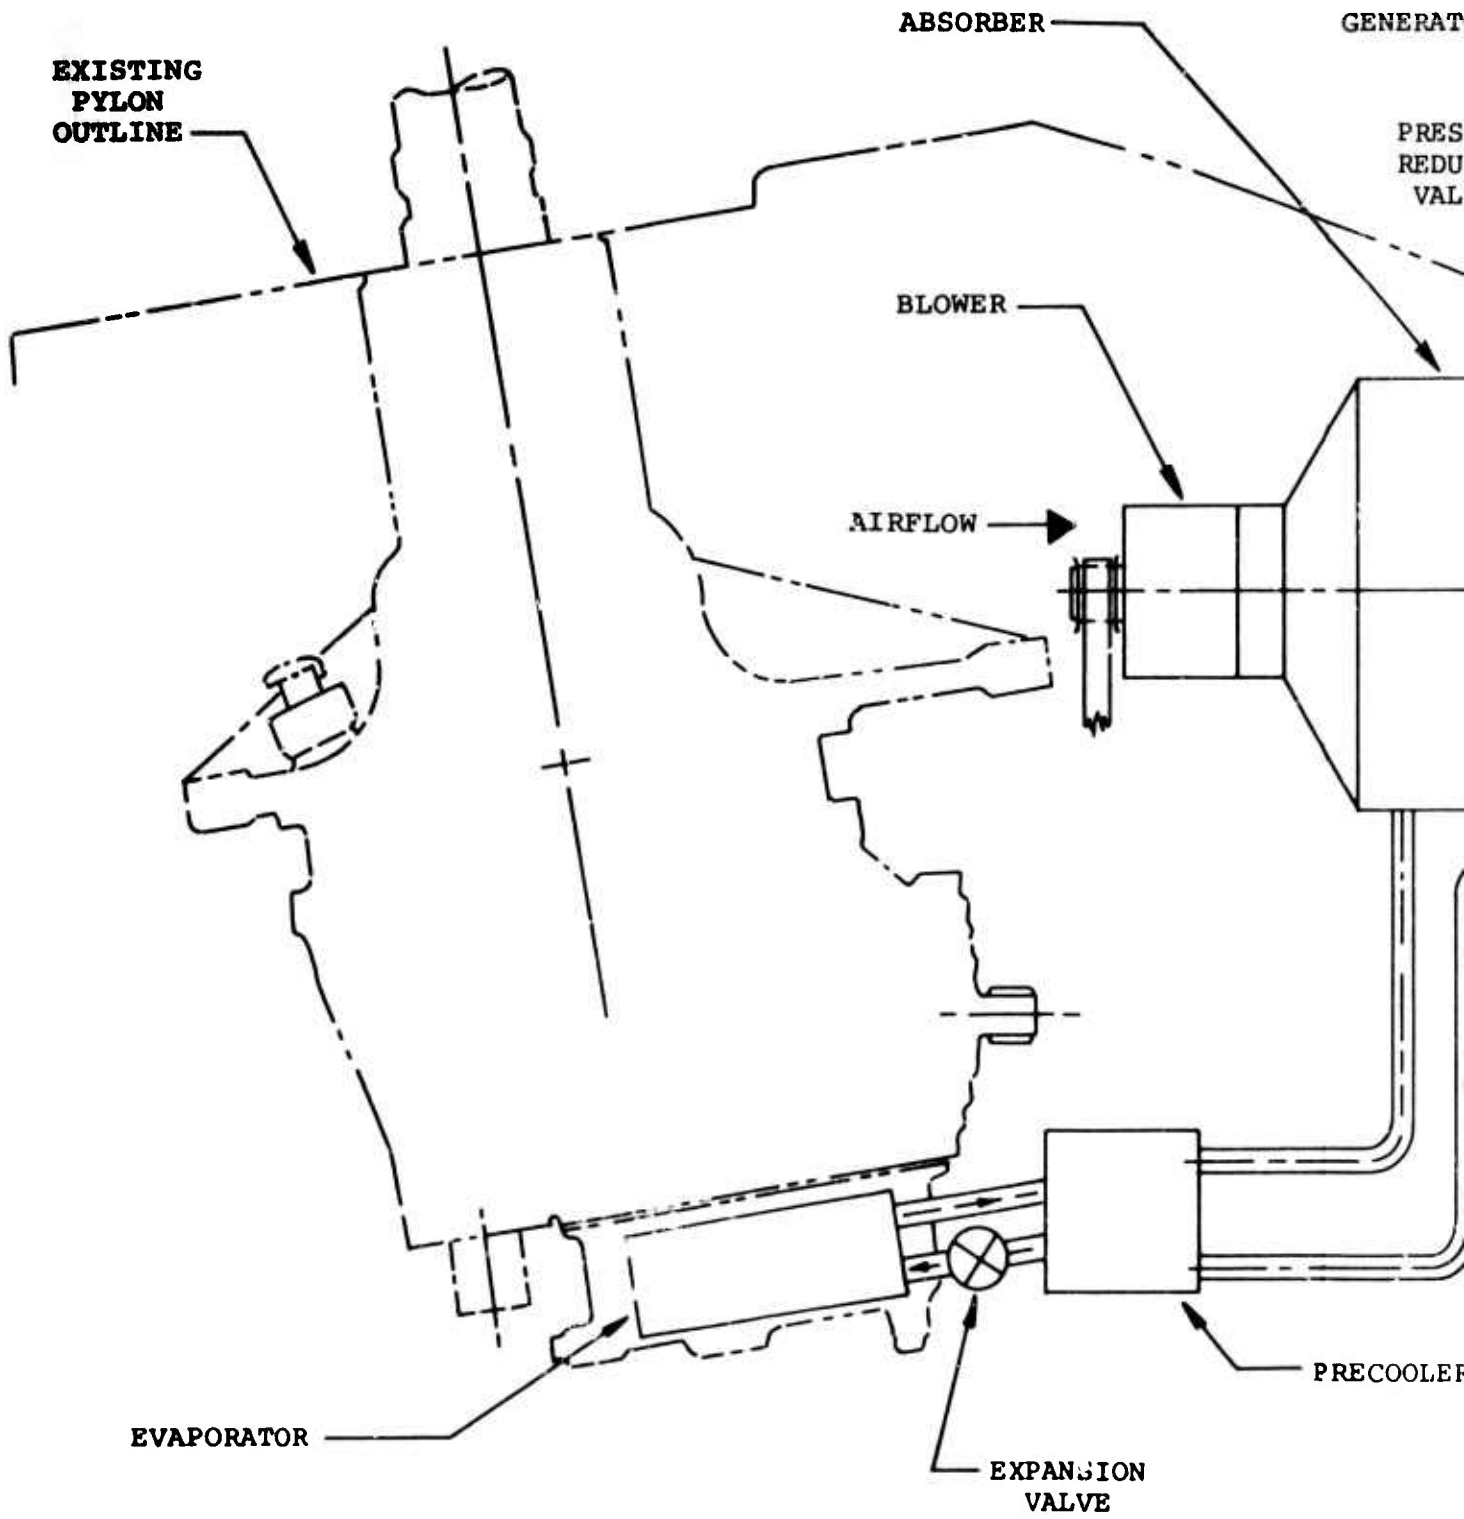 ABSORBER
GENERAT
EXISTING
PYLON
OUTLINE
PRES
REDU
VAL
BLOWER
AIRFLOW
PRECOOLER
EVAPORATOR
EXPANSION
VALVE